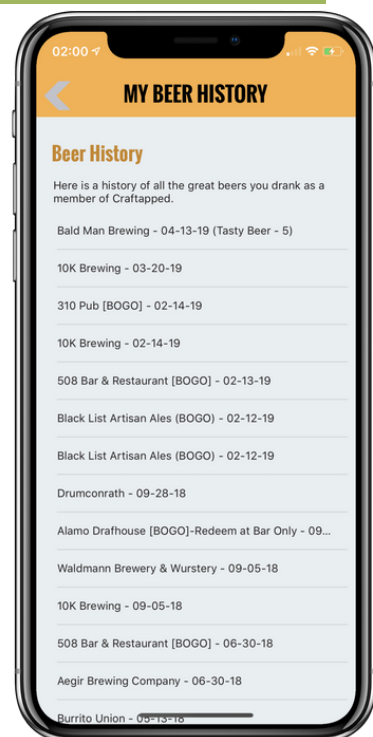 02:00
MY BEER HISTORY
Beer History
Here is a history of all the great beers you drank as a
member of Craftapped.
Bald Man Brewing - 04-13-19 (Tasty Beer - 5)
10K Brewing - 03-20-19
310 Pub [BOGO] - 02-14-19
10K Brewing - 02-14-19
508 Bar & Restaurant [BOGO] - 02-13-19
Black List Artisan Ales (BOGO) - 02-12-19
Black List Artisan Ales (BOGO) - 02-12-19
Drumconrath - 09-28-18
Alamo Drafhouse [BOGO]-Redeem at Bar Only - 09...
Waldmann Brewery & Wurstery - 09-05-18
10K Brewing - 09-05-18
508 Bar & Restaurant [BOGO] - 06-30-18
Aegir Brewing Company - 06-30-18
Burrito Union - 05-13-18